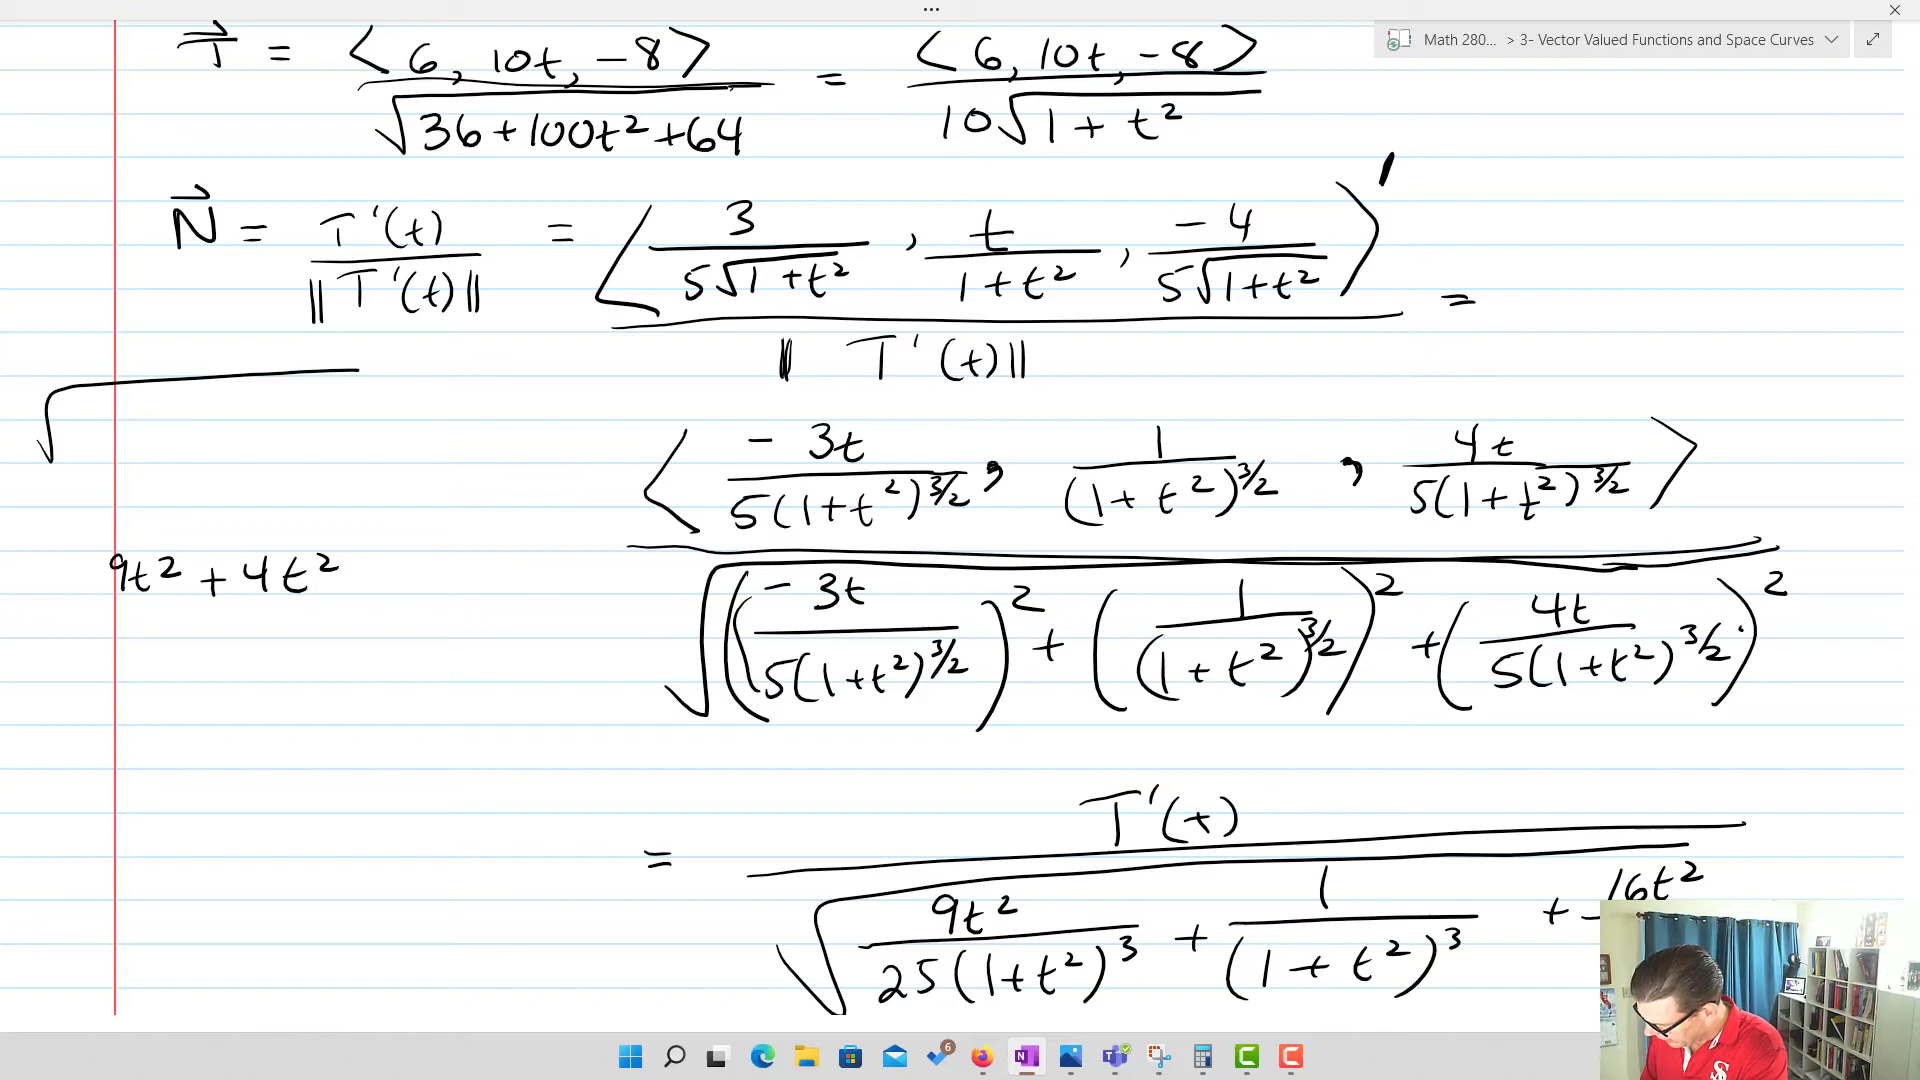 Math 280... > 3- Vector Valued Functions and Space Curves
T = <6, 10t, -8> / √(36+100t²+64) = <6, 10t, -8> / 10√(1+t²)
N = T'(t) / ||T'(t)|| = <3 / 5√(1+t²), t / 1+t², -4 / 5√(1+t²)>' / ||T'(t)|| =
√
<-3t / 5(1+t²)^3/2, 1 / (1+t²)^3/2, 4t / 5(1+t²)^3/2>
√((-3t / 5(1+t²)^3/2)² + (1 / (1+t²)^3/2)² + (4t / 5(1+t²)^3/2)²)
9t² + 4t²
= T'(t)
√(9t² / 25(1+t²)³ + 1 / (1+t²)³ + 16t²
6